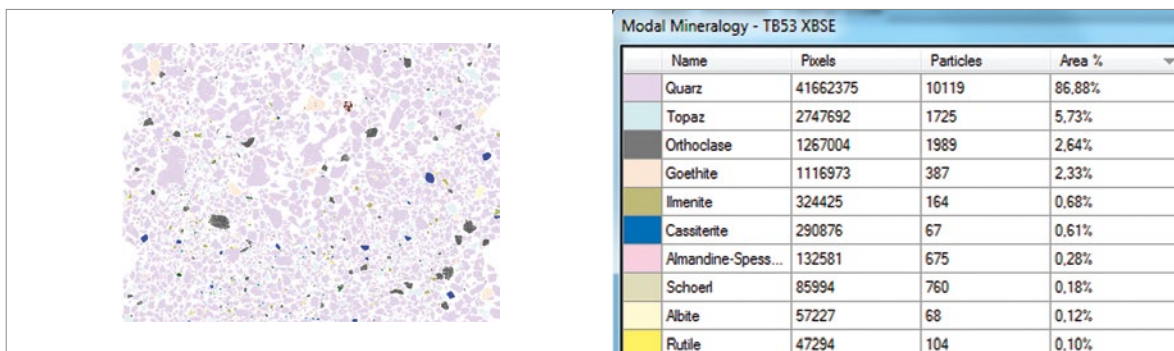 Modal Mineralogy - TB53 XBSE
Name Pixels Particles Area %
Quarz 41662375 10119 86,88%
Topaz 2747692 1725 5,73%
Orthoclase 1267004 1989 2,64%
Goethite 1116973 387 2,33%
Ilmenite 324425 164 0,68%
Cassiterite 290876 67 0,61%
Almandine-Spess... 132581 675 0,28%
Schoerl 85994 760 0,18%
Albite 57227 68 0,12%
Rutile 47294 104 0,10%